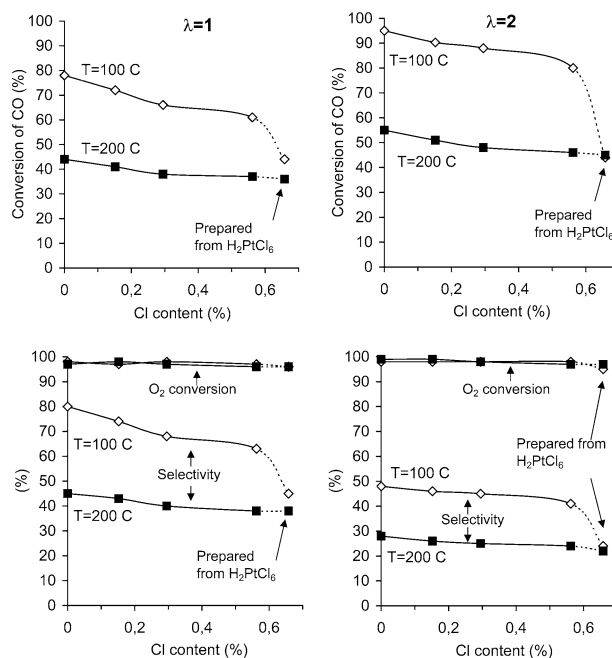 λ=1
100
90
80
70
60
50
40
30
20
10
0
Conversion of CO (%)
T=100 C
T=200 C
Prepared
from H₂PtCl₆
0
0,2
0,4
0,6
Cl content (%)
λ=2
100
90
80
70
60
50
40
30
20
10
0
Conversion of CO (%)
T=100 C
T=200 C
Prepared
from H₂PtCl₆
0
0,2
0,4
0,6
Cl content (%)
100
90
80
70
60
50
40
30
20
10
0
(%)
O₂ conversion
T=100 C
Selectivity
T=200 C
Prepared
from H₂PtCl₆
0
0,2
0,4
0,6
Cl content (%)
100
90
80
70
60
50
40
30
20
10
0
(%)
O₂ conversion
Prepared from
H₂PtCl₆
T=100 C
Selectivity
T=200 C
0
0,2
0,4
0,6
Cl content (%)